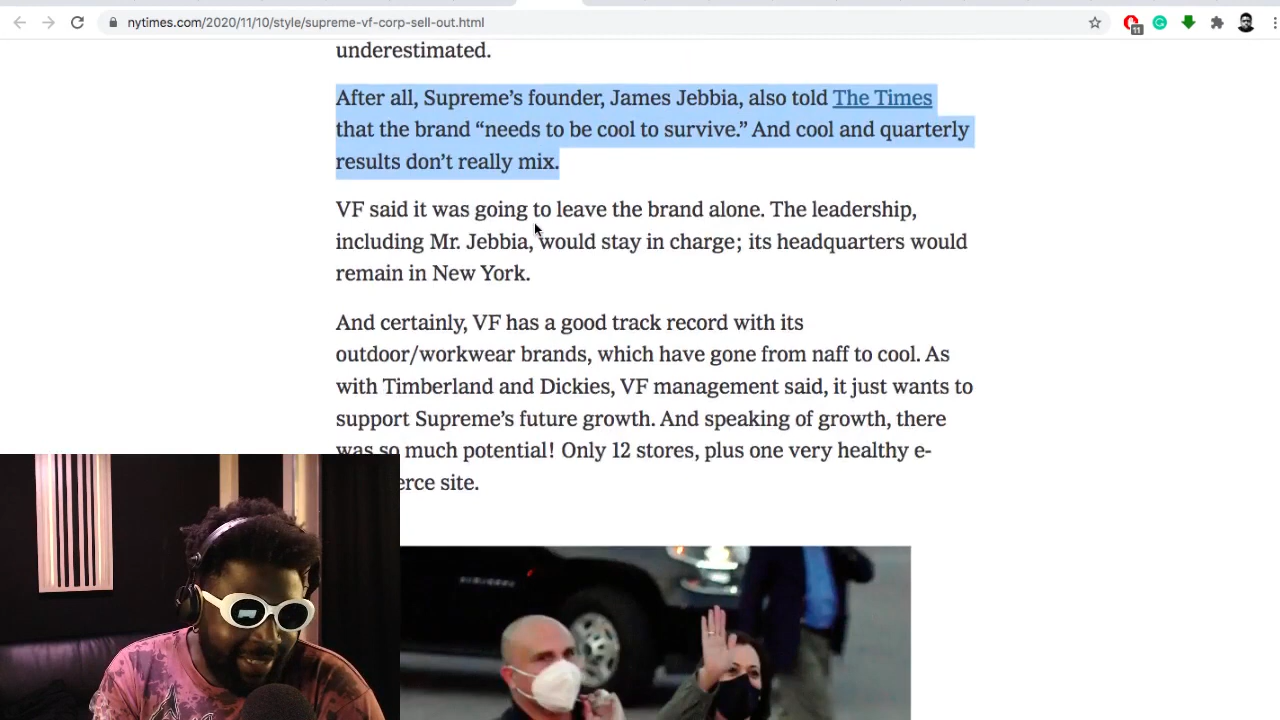 nytimes.com/2020/11/10/style/supreme-vf-corp-sell-out.html
11
underestimated.
After all, Supreme’s founder, James Jebbia, also told The Times
that the brand “needs to be cool to survive.” And cool and quarterly
results don’t really mix.
VF said it was going to leave the brand alone. The leadership,
including Mr. Jebbia, would stay in charge; its headquarters would
remain in New York.
And certainly, VF has a good track record with its
outdoor/workwear brands, which have gone from naff to cool. As
with Timberland and Dickies, VF management said, it just wants to
support Supreme’s future growth. And speaking of growth, there
was so much potential! Only 12 stores, plus one very healthy e-
erce site.
SUBURBAN